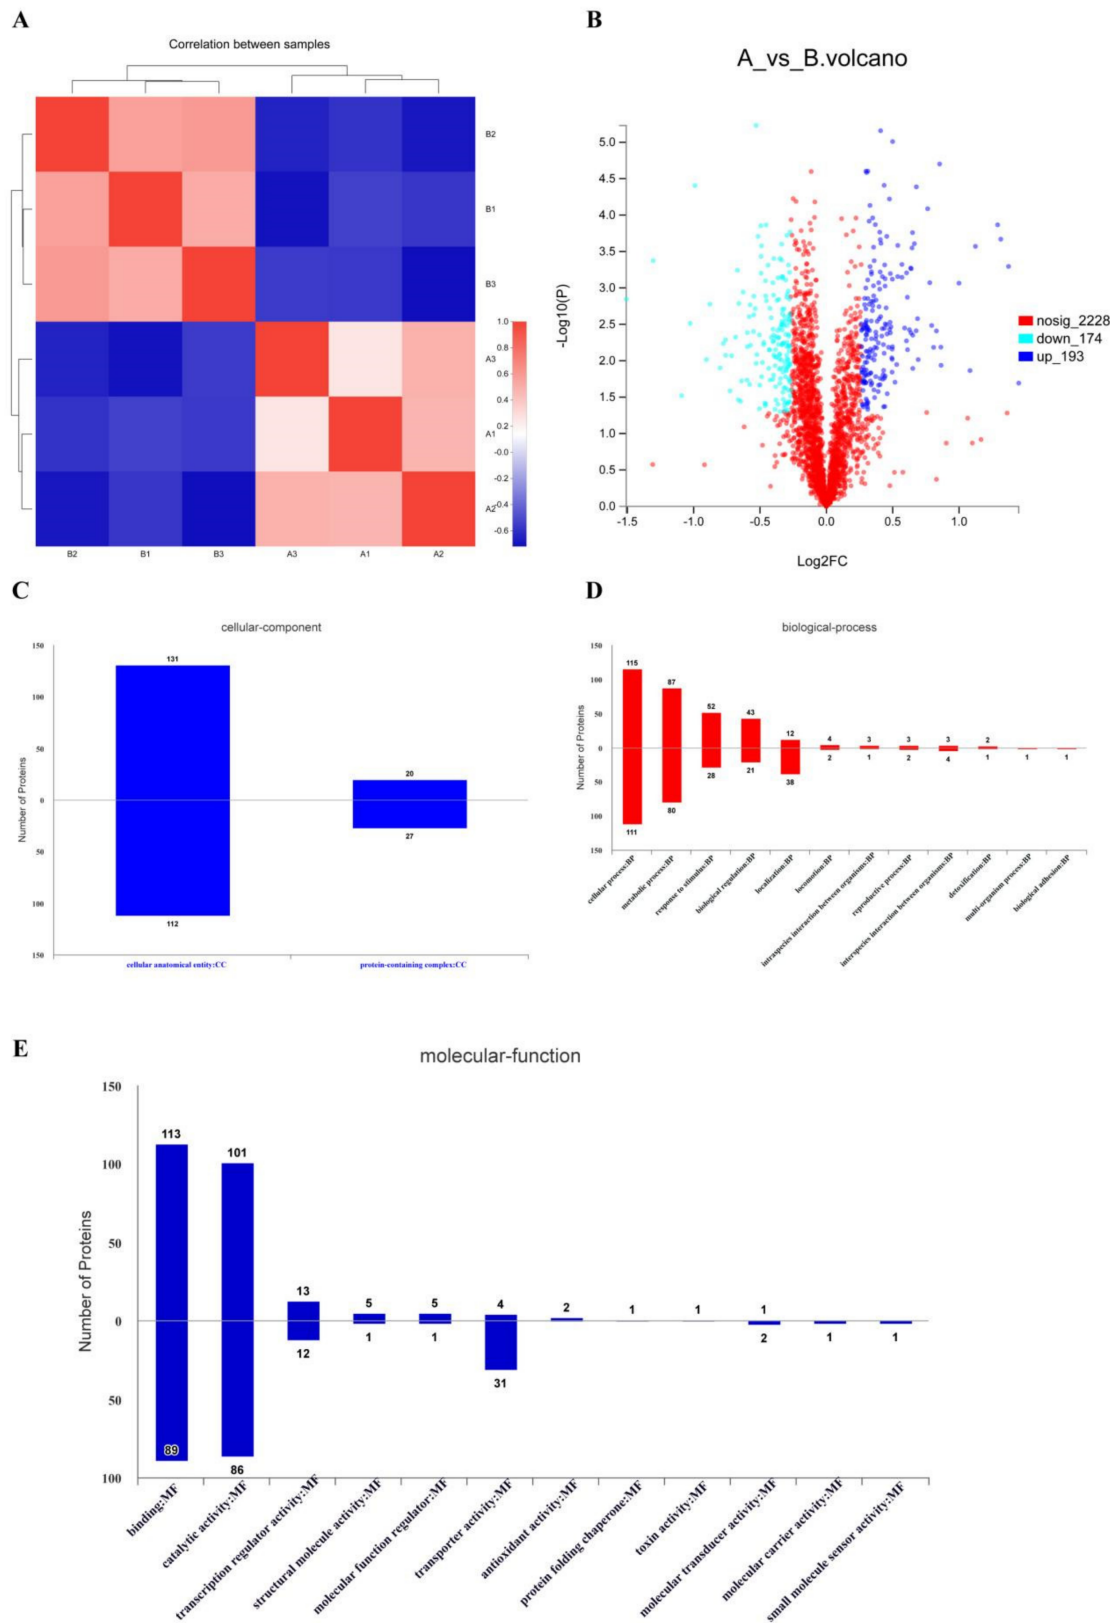 A
Correlation between samples
B2
B1
B3
A3
A1
A2
1.0
0.8
0.6
0.4
0.2
-0.0
-0.2
-0.4
-0.6
B2 B1 B3 A3 A1 A2
B
A_vs_B.volcano
5.0
4.5
4.0
3.5
3.0
2.5
2.0
1.5
1.0
0.5
0.0
-Log10(P)
-1.5 -1.0 -0.5 0.0 0.5 1.0
Log2FC
nosig_2228
down_174
up_193
C
cellular-component
150
100
50
0
50
100
150
Number of Proteins
131
112
20
27
cellular anatomical entity:CC
protein-containing complex:CC
D
biological-process
150
100
50
0
50
100
150
Number of Proteins
115 87 52 43 12 4 3 3 3 2
111 80 28 21 38 2 1 2 4 1 1 1
cellular process:BP
metabolic process:BP
response to stimulus:BP
biological regulation:BP
localization:BP
locomotion:BP
intraspecies interaction between organisms:BP
reproductive process:BP
interspecies interaction between organisms:BP
detoxification:BP
multi-organism process:BP
biological adhesion:BP
E
molecular-function
150
100
50
0
50
100
Number of Proteins
113 101 13 5 5 4 2 1 1 1
89 86 12 1 1 31 2 1 1
binding:MF
catalytic activity:MF
transcription regulator activity:MF
structural molecule activity:MF
molecular function regulator:MF
transporter activity:MF
antioxidant activity:MF
protein folding chaperone:MF
toxin activity:MF
molecular transducer activity:MF
molecular carrier activity:MF
small molecule sensor activity:MF